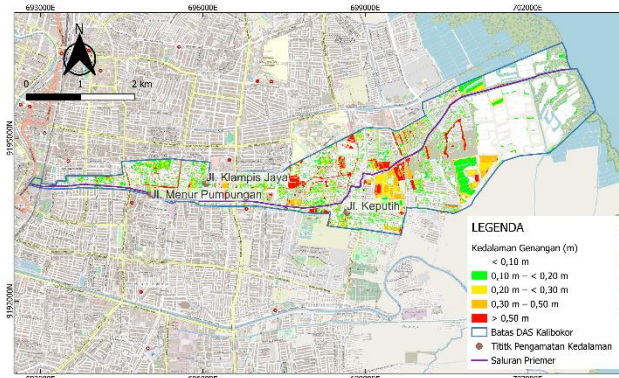 693000E
696000E
699000E
702000E
N
0 1 2 km
9195000N
9192000N
Jl. Klampis Jaya
Jl. Menur Pumpungan
Jl. Keputih
LEGENDA
Kedalaman Genangan (m)
< 0,10 m
0,10 m – < 0,20 m
0,20 m – < 0,30 m
0,30 m – 0,50 m
> 0,50 m
Batas DAS Kalibokor
Tititk Pengamatan Kedalaman
Saluran Priemer